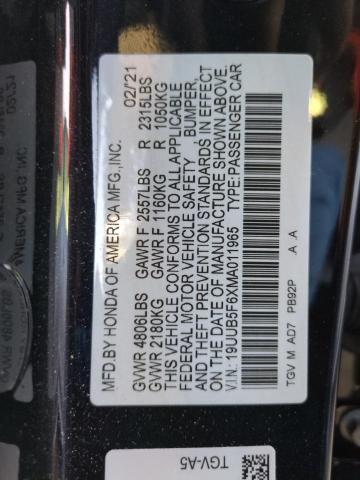 MFD.BY HONDA OF AMERICA MFG.,INC. 02/21
GVWR 4806LBS GAWR F 2557LBS R 2315LBS
GVWR 2180KG GAWR F 1160KG R 1050KG
THIS VEHICLE CONFORMS TO ALL APPLICABLE
FEDERAL MOTOR VEHICLE SAFETY, BUMPER,
AND THEFT PREVENTION STANDARDS IN EFFECT
ON THE DATE OF MANUFACTURE SHOWN ABOVE.
V.I.N: 19UUB5F6XMA011965 TYPE:PASSENGER CAR
TGV M AD7 PB92P A A
TGV-A5